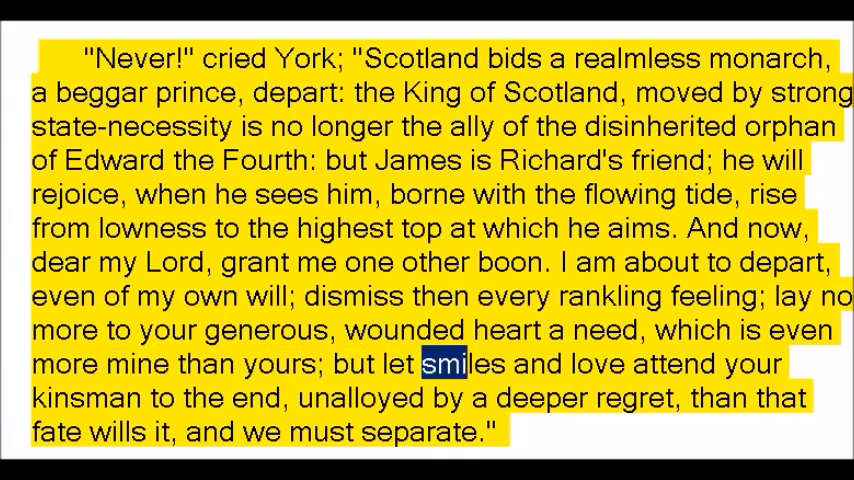 "Never!" cried York; "Scotland bids a realmless monarch,
a beggar prince, depart: the King of Scotland, moved by strong
state-necessity is no longer the ally of the disinherited orphan
of Edward the Fourth: but James is Richard's friend; he will
rejoice, when he sees him, borne with the flowing tide, rise
from lowness to the highest top at which he aims. And now,
dear my Lord, grant me one other boon. I am about to depart,
even of my own will; dismiss then every rankling feeling; lay no
more to your generous, wounded heart a need, which is even
more mine than yours; but let smiles and love attend your
kinsman to the end, unalloyed by a deeper regret, than that
fate wills it, and we must separate."